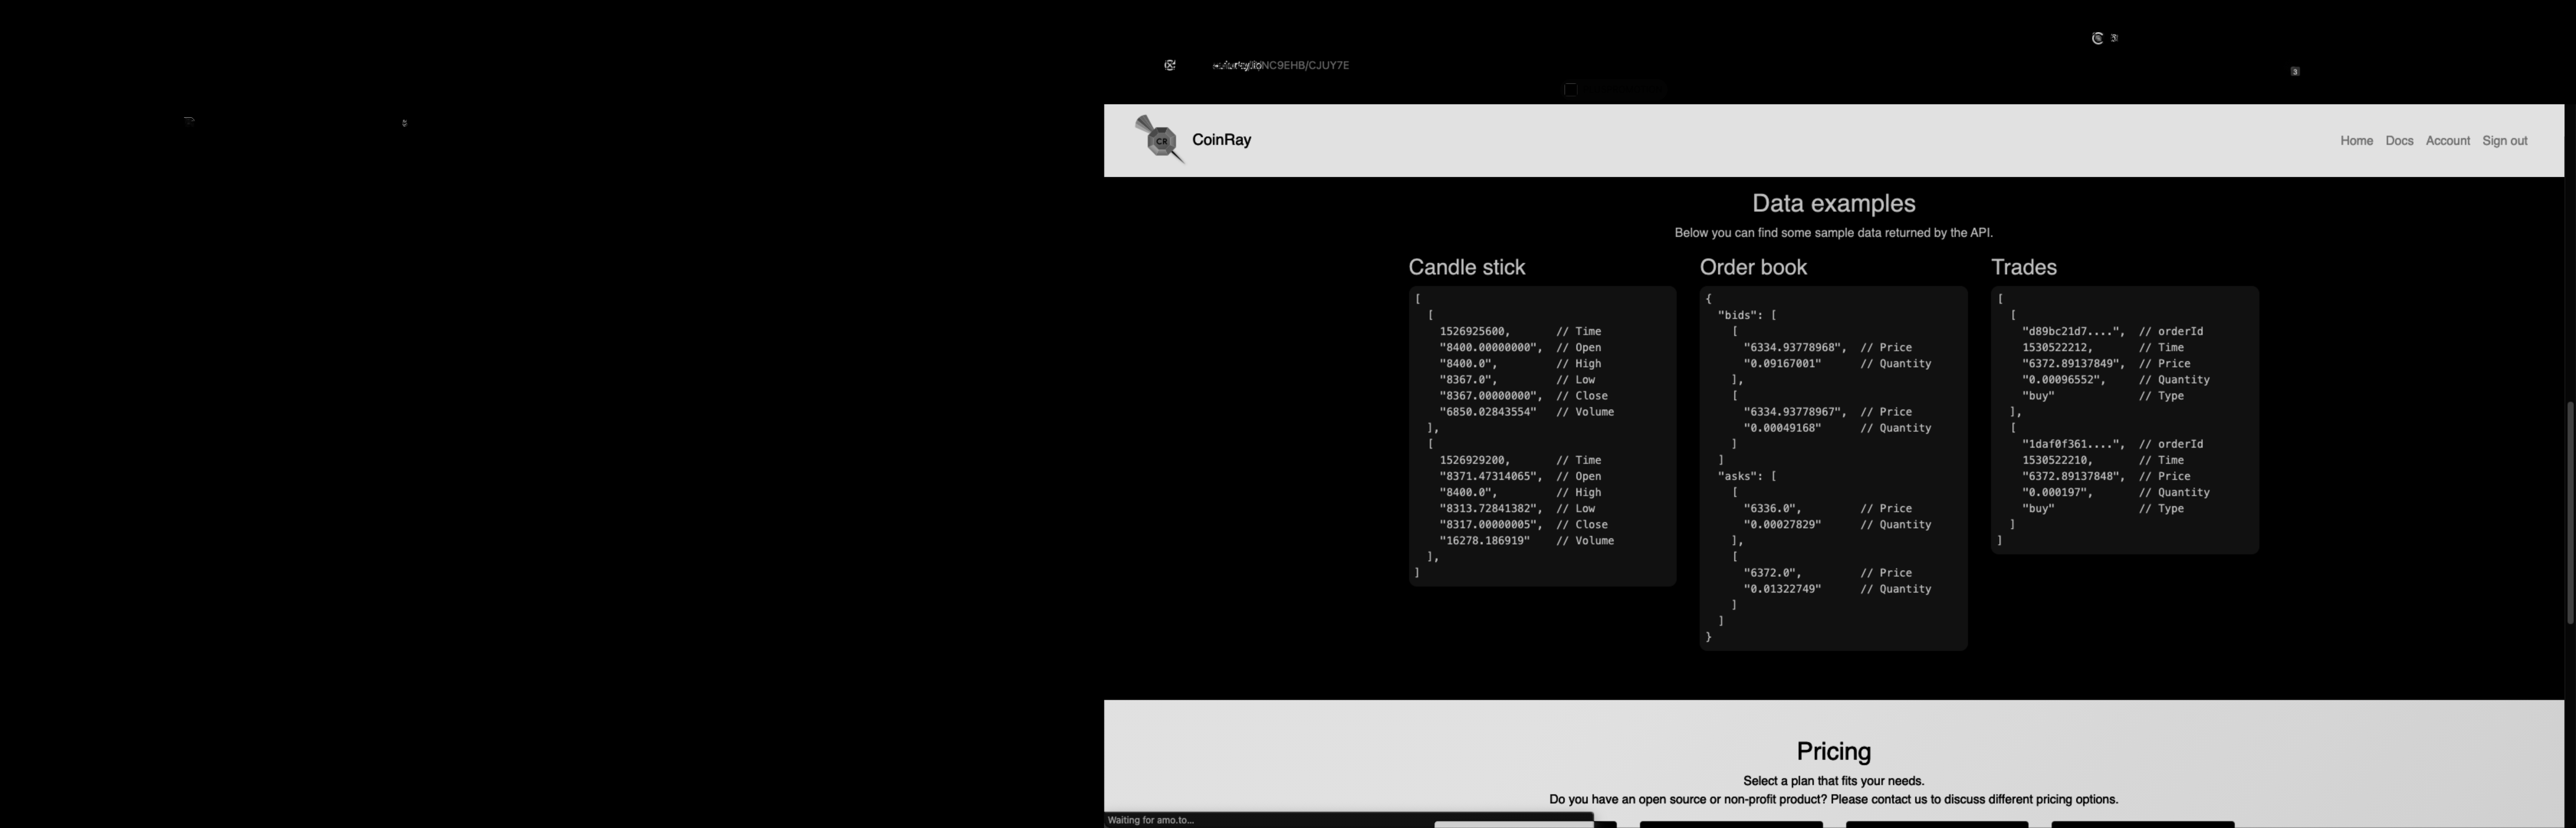 NC9EHB/CJUY7E
3
CR
CoinRay
Home Docs Account Sign out
Data examples
Below you can find some sample data returned by the API.
Candle stick
[
[
1526925600, // Time
"8400.00000000", // Open
"8400.0", // High
"8367.0", // Low
"8367.00000000", // Close
"6850.02843554" // Volume
],
[
1526929200, // Time
"8371.47314065", // Open
"8400.0", // High
"8313.72841382", // Low
"8317.00000005", // Close
"16278.186919" // Volume
],
]
Order book
{
"bids": [
[
"6334.93778968", // Price
"0.09167001" // Quantity
],
[
"6334.93778967", // Price
"0.00049168" // Quantity
]
]
"asks": [
[
"6336.0", // Price
"0.00027829" // Quantity
],
[
"6372.0", // Price
"0.01322749" // Quantity
]
]
}
Trades
[
[
"d89bc21d7....", // orderId
1530522212, // Time
"6372.89137849", // Price
"0.00096552", // Quantity
"buy" // Type
],
[
"1daf0f361....", // orderId
1530522210, // Time
"6372.89137848", // Price
"0.000197", // Quantity
"buy" // Type
]
]
Pricing
Select a plan that fits your needs.
Do you have an open source or non-profit product? Please contact us to discuss different pricing options.
Waiting for amo.to...